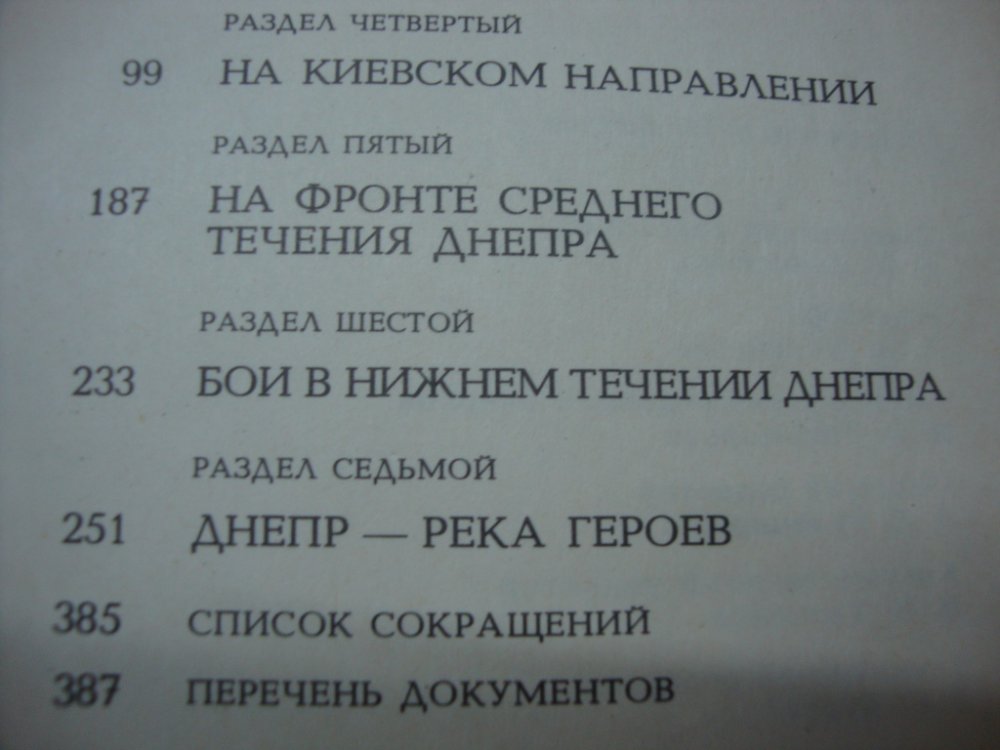 РАЗДЕЛ ЧЕТВЕРТЫЙ
99 НА КИЕВСКОМ НАПРАВЛЕНИИ
РАЗДЕЛ ПЯТЫЙ
187 НА ФРОНТЕ СРЕДНЕГО
ТЕЧЕНИЯ ДНЕПРА
РАЗДЕЛ ШЕСТОЙ
233 БОИ В НИЖНЕМ ТЕЧЕНИИ ДНЕПРА
РАЗДЕЛ СЕДЬМОЙ
251 ДНЕПР — РЕКА ГЕРОЕВ
385 СПИСОК СОКРАЩЕНИЙ
387 ПЕРЕЧЕНЬ ДОКУМЕНТОВ